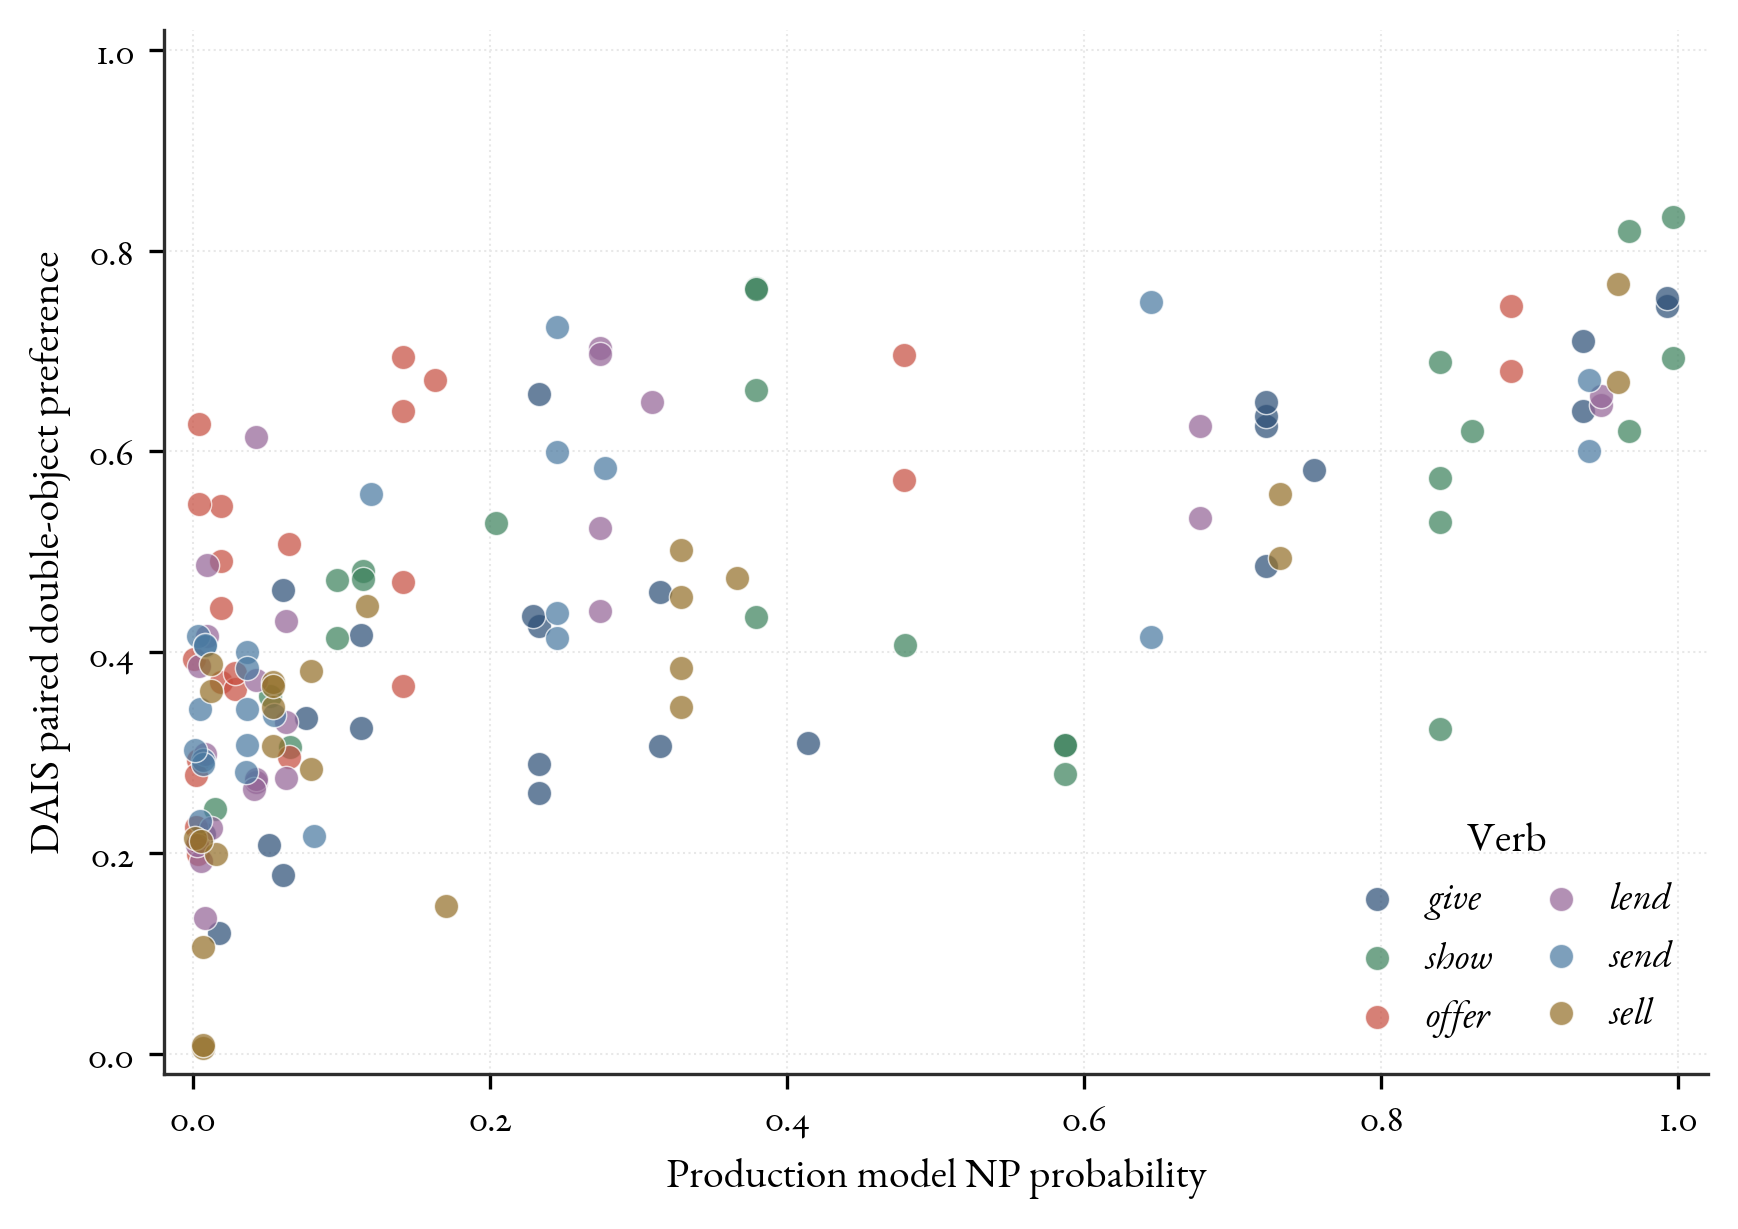 DAIS paired double-object preference
1.0
0.8
0.6
0.4
0.2
0.0
0.0 0.2 0.4 0.6 0.8 1.0
Production model NP probability
Verb
give lend
show send
offer sell